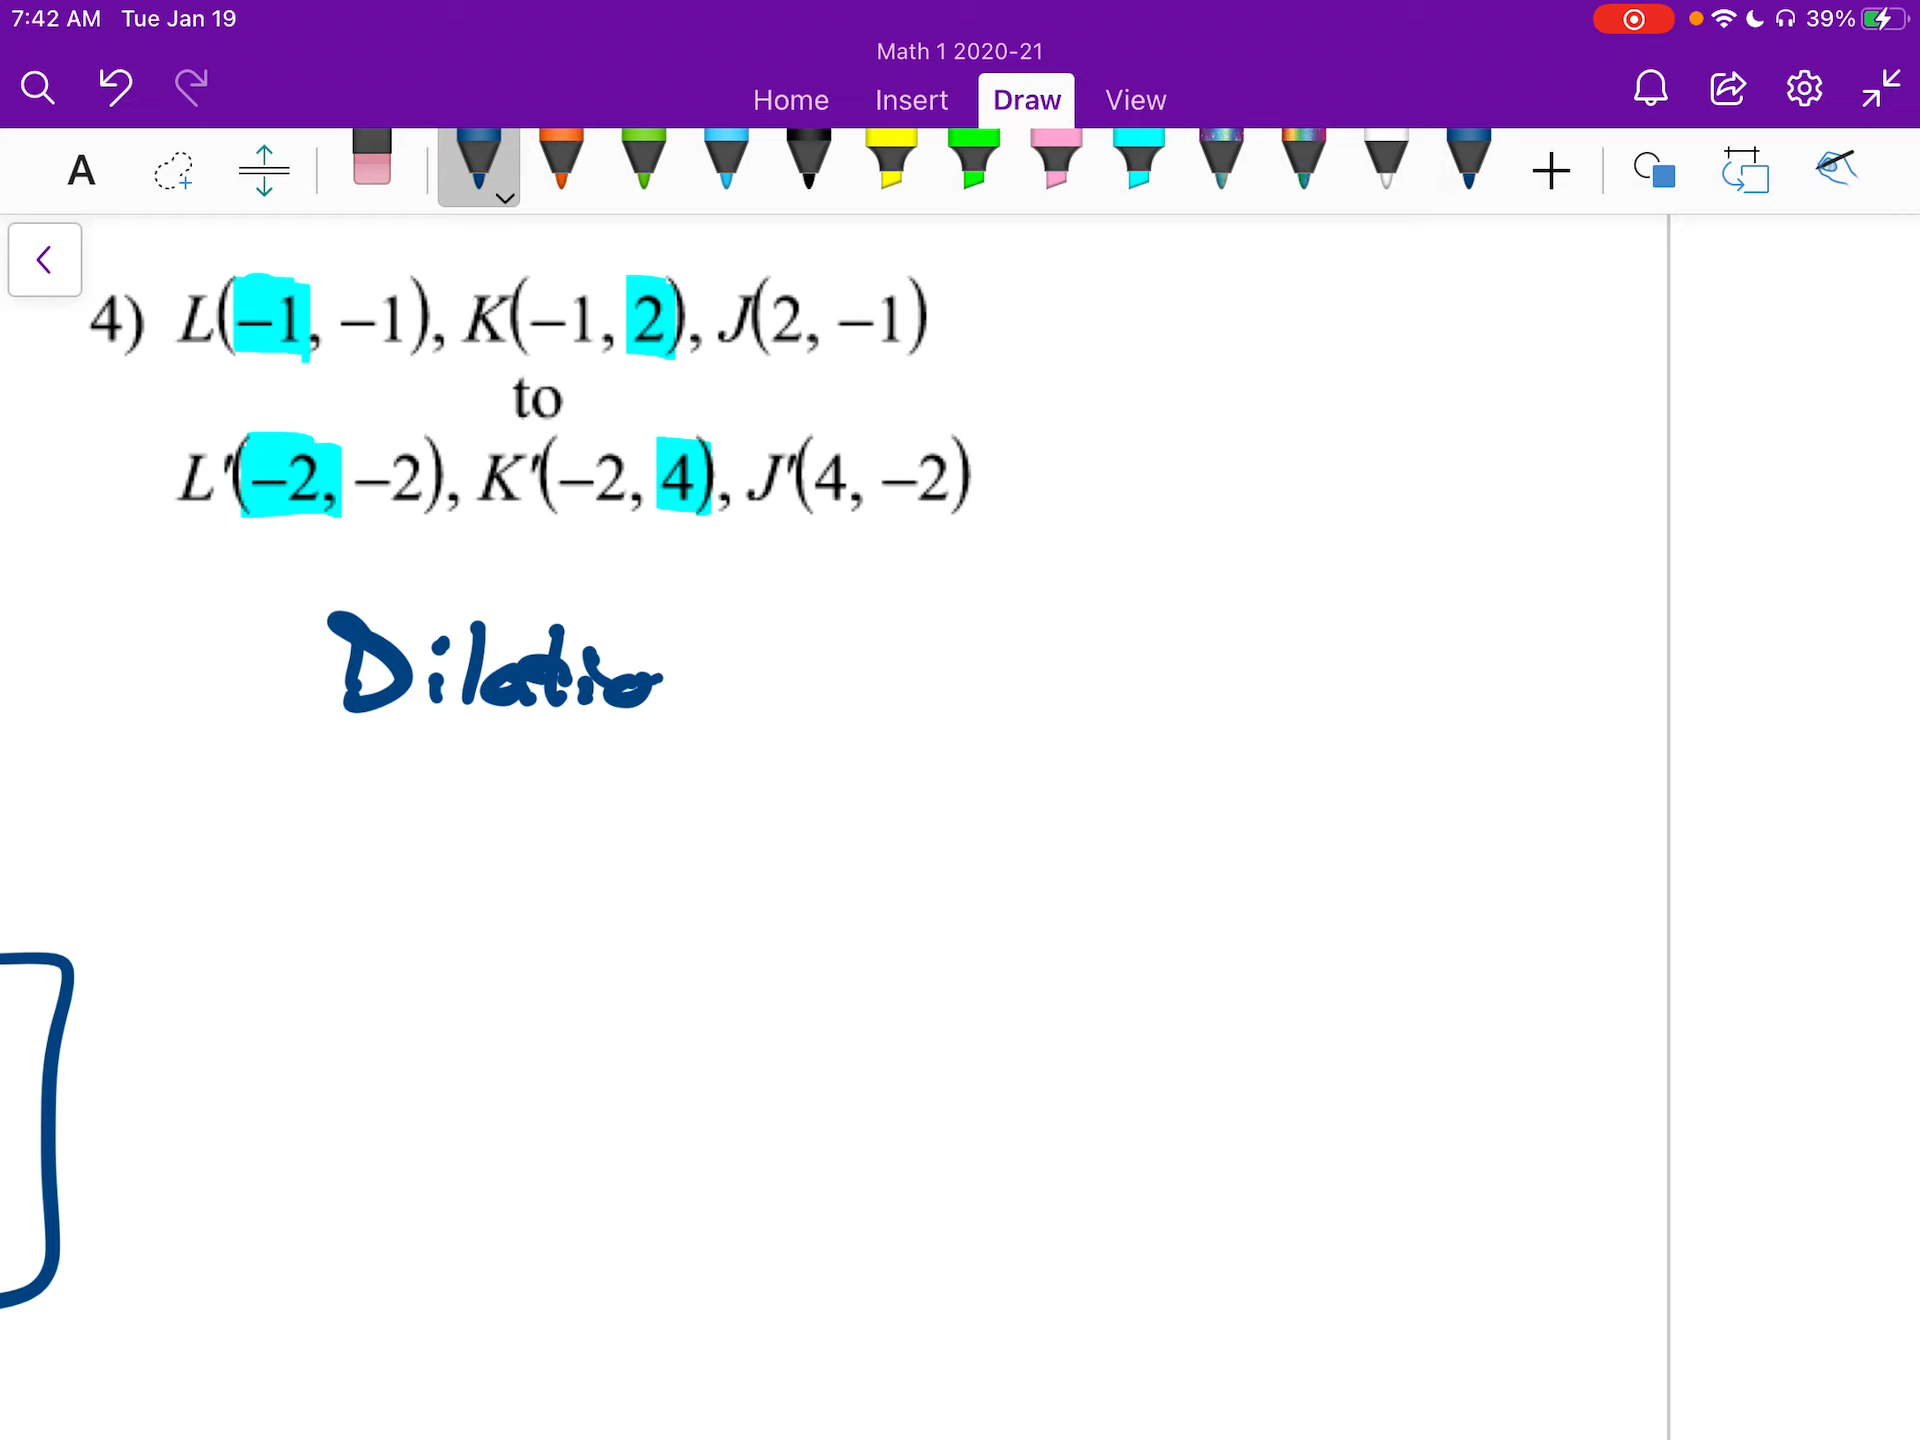 7:42 AM Tue Jan 19
39%
Math 1 2020-21
Home Insert Draw View
A
4) L(−1, −1), K(−1, 2), J(2, −1)
to
L'(−2, −2), K'(−2, 4), J'(4, −2)
Dilatio